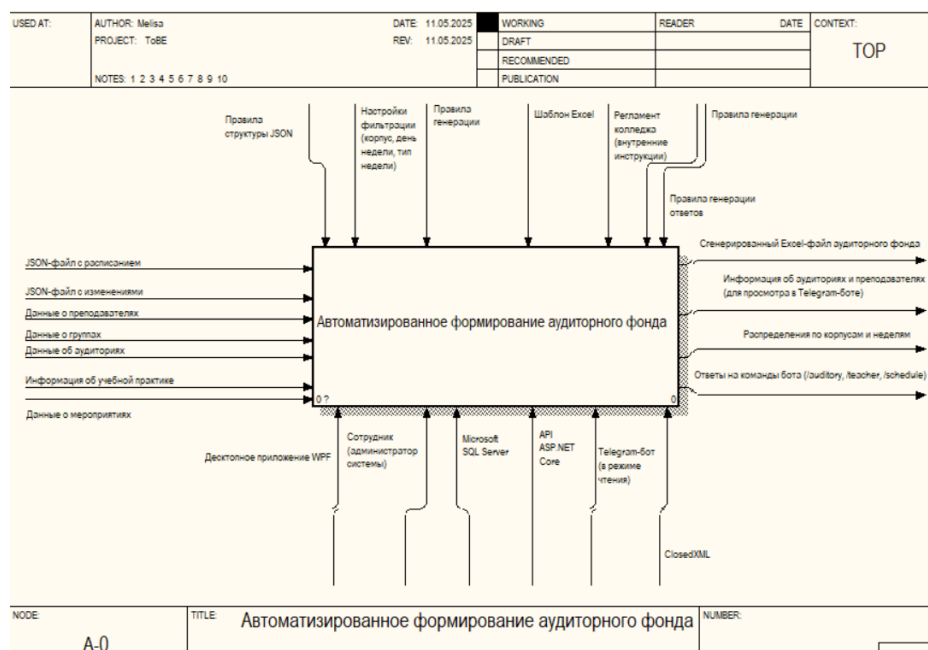 USED AT:
AUTHOR: Melisa
DATE: 11.05.2025
WORKING
READER
DATE
CONTEXT:
PROJECT: ToBE
REV: 11.05.2025
DRAFT
TOP
RECOMMENDED
NOTES: 1 2 3 4 5 6 7 8 9 10
PUBLICATION
Правила
структуры JSON
Настройки
фильтрации
(корпус, день
недели, тип
недели)
Правила
генерации
Шаблон Excel
Регламент
колледжа
(внутренние
инструкции)
Правила генерации
Правила генерации
ответов
JSON-файл с расписанием
JSON-файл с изменениями
Данные о преподавателях
Данные о группах
Данные об аудиториях
Информация об учебной практике
Данные о мероприятиях
Автоматизированное формирование аудиторного фонда
0 ?
0
Сгенерированный Excel-файл аудиторного фонда
Информация об аудиториях и преподавателях
(для просмотра в Telegram-боте)
Распределения по корпусам и неделям
Ответы на команды бота (/auditory, /teacher, /schedule)
Десктопное приложение WPF
Сотрудник
(администратор
системы)
Microsoft
SQL Server
API
ASP.NET
Core
Telegram-бот
(в режиме
чтения)
ClosedXML
NODE:
A-0
TITLE:
Автоматизированное формирование аудиторного фонда
NUMBER: